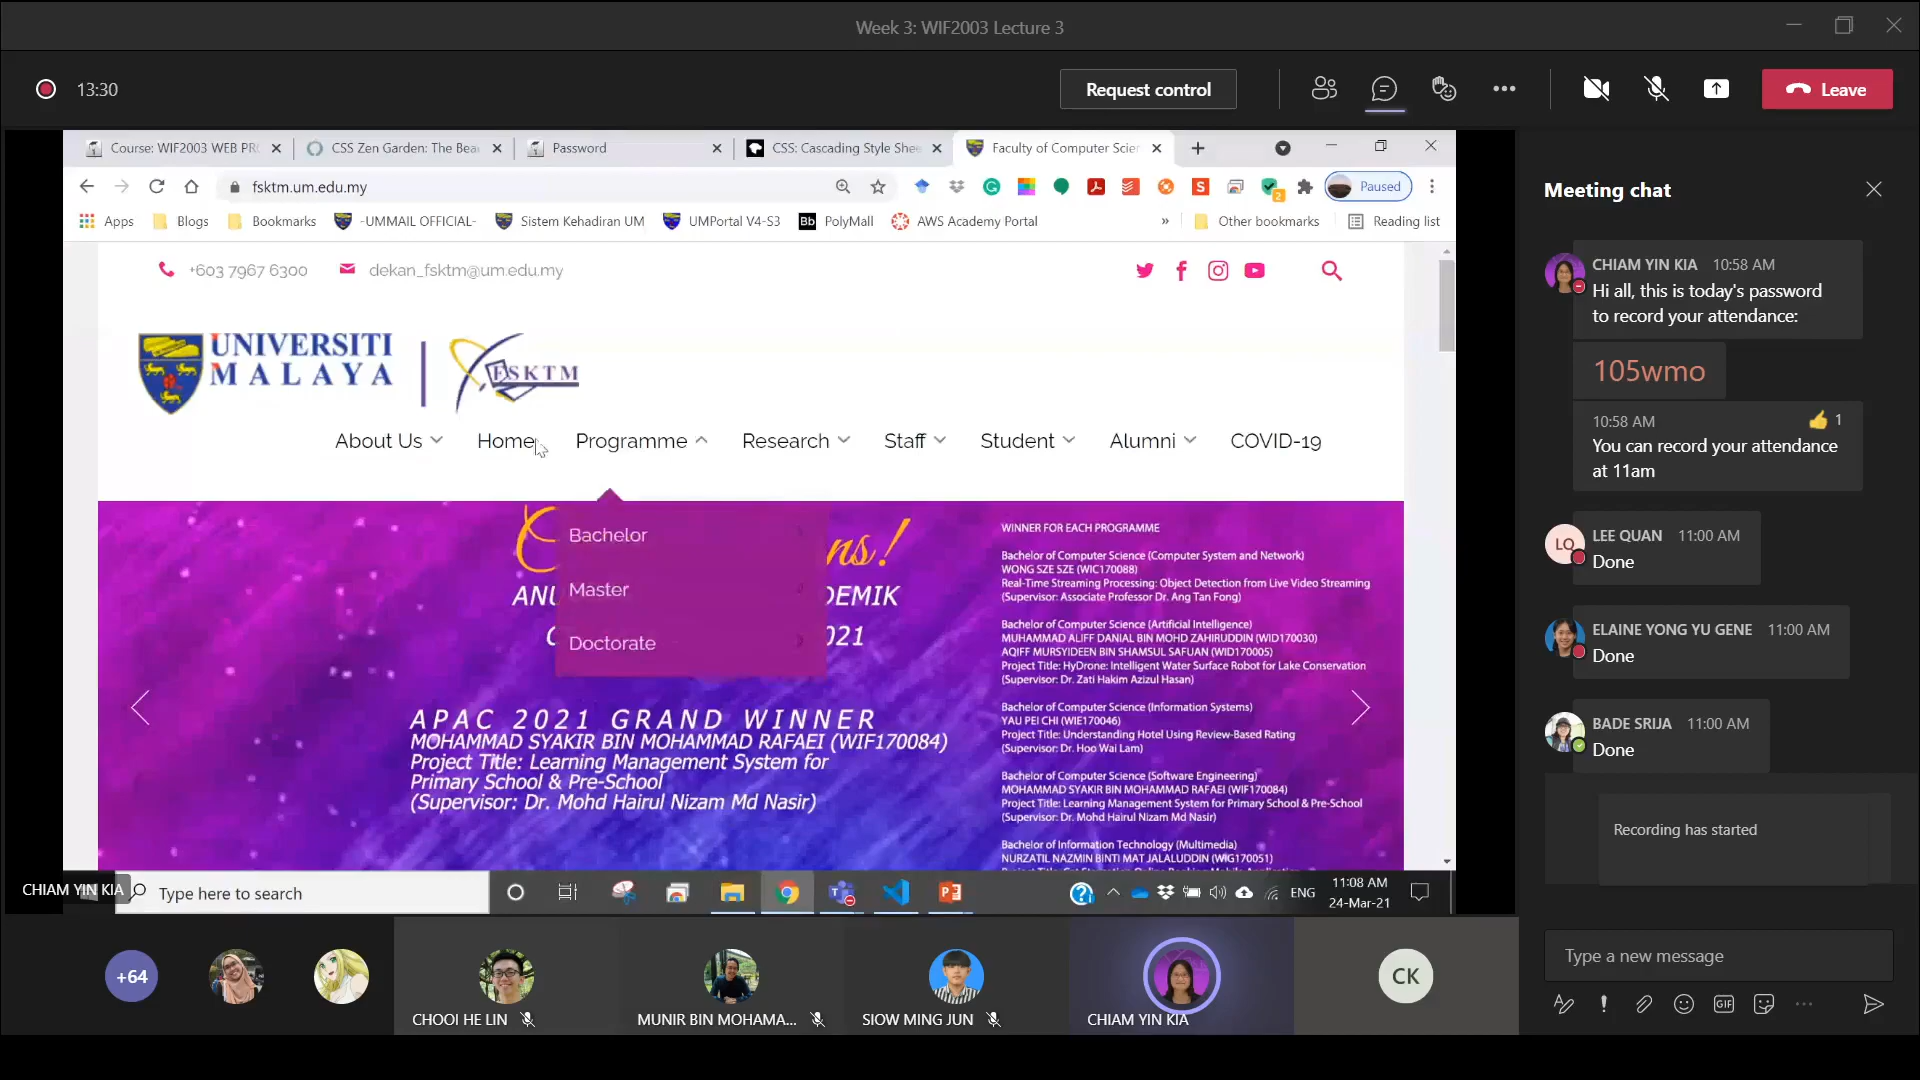 Week 3: WIF2003 Lecture 3
13:30
Request control
Leave
Course: WIF2003 WEB PR
CSS Zen Garden: The Beau
Password
CSS: Cascading Style Shee
Faculty of Computer Scien
fsktm.um.edu.my
2
Paused
Apps
Blogs
Bookmarks
-UMMAIL OFFICIAL-
Sistem Kehadiran UM
UMPortal V4-S3
Bb
PolyMall
AWS Academy Portal
»
Other bookmarks
Reading list
+603 7967 6300
dekan_fsktm@um.edu.my
UNIVERSITI
MALAYA
FSKTM
About Us
Home
Programme
Research
Staff
Student
Alumni
COVID-19
Bachelor
Master
Doctorate
ns!
ANU
DEMIK
021
APAC 2021 GRAND WINNER
MOHAMMAD SYAKIR BIN MOHAMMAD RAFAEI (WIF170084)
Project Title: Learning Management System for
Primary School & Pre-School
(Supervisor: Dr. Mohd Hairul Nizam Md Nasir)
WINNER FOR EACH PROGRAMME
Bachelor of Computer Science (Computer System and Network)
WONG SZE SZE (WIC170088)
Real-Time Streaming Processing: Object Detection from Live Video Streaming
(Supervisor: Associate Professor Dr. Ang Tan Fong)
Bachelor of Computer Science (Artificial Intelligence)
MUHAMMAD ALIFF DANIAL BIN MOHD ZAHIRUDDIN (WID170030)
AQIFF MURSYIDEEN BIN SHAMSUL SAFUAN (WID170005)
Project Title: HyDrone: Intelligent Water Surface Robot for Lake Conservation
(Supervisor: Dr. Zati Hakim Azizul Hasan)
Bachelor of Computer Science (Information Systems)
YAU PEI CHI (WIE170046)
Project Title: Understanding Hotel Using Review-Based Rating
(Supervisor: Dr. Hoo Wai Lam)
Bachelor of Computer Science (Software Engineering)
MOHAMMAD SYAKIR BIN MOHAMMAD RAFAEI (WIF170084)
Project Title: Learning Management System for Primary School & Pre-School
(Supervisor: Dr. Mohd Hairul Nizam Md Nasir)
Bachelor of Information Technology (Multimedia)
NURZATIL NAZMIN BINTI MAT JALALUDDIN (WIG170051)
CHIAM YIN KIA
Type here to search
ENG
11:08 AM
24-Mar-21
+64
CHOOI HE LIN
MUNIR BIN MOHAMA...
SIOW MING JUN
CHIAM YIN KIA
CK
Meeting chat
CHIAM YIN KIA 10:58 AM
Hi all, this is today's password
to record your attendance:
105wmo
10:58 AM
1
You can record your attendance
at 11am
LQ
LEE QUAN 11:00 AM
Done
ELAINE YONG YU GENE 11:00 AM
Done
BADE SRIJA 11:00 AM
Done
Recording has started
Type a new message
GIF